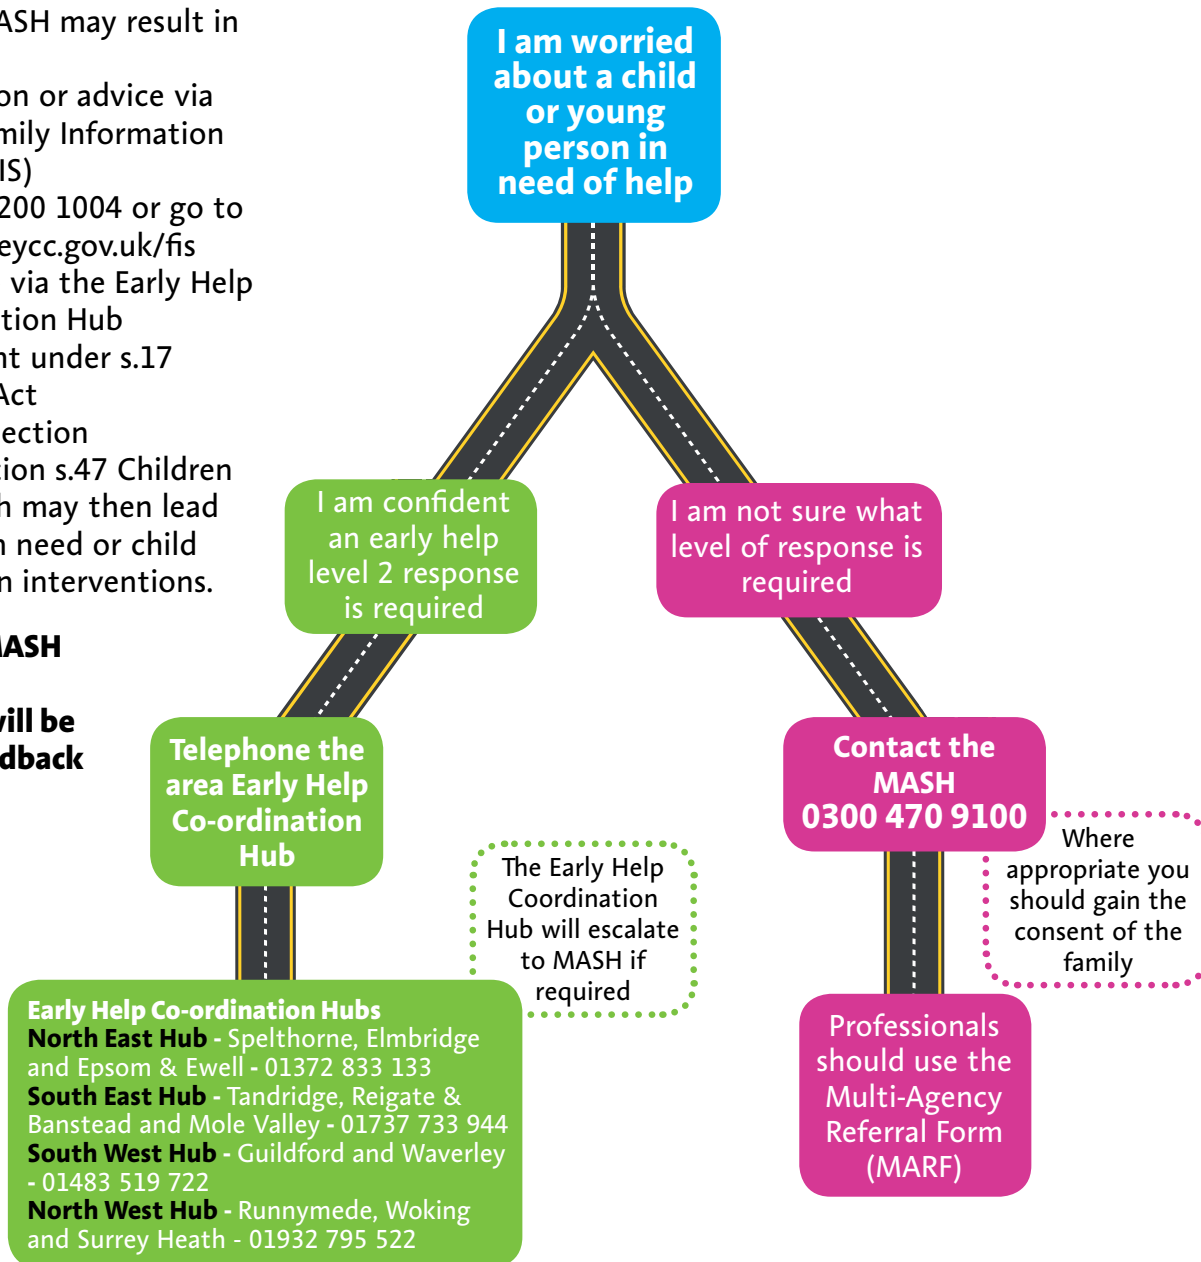 ASH may result in
on or advice via
mily Information
IS)
200 1004 or go to
eycc.gov.uk/fis
via the Early Help
tion Hub
nt under s.17
Act
ection
tion s.47 Children
h may then lead
n need or child
n interventions.
MASH
will be
dback
I am worried
about a child
or young
person in
need of help
I am confident
an early help
level 2 response
is required
I am not sure what
level of response is
required
Telephone the
area Early Help
Co-ordination
Hub
Contact the
MASH
0300 470 9100
The Early Help
Coordination
Hub will escalate
to MASH if
required
Where
appropriate you
should gain the
consent of the
family
Early Help Co-ordination Hubs
North East Hub - Spelthorne, Elmbridge
and Epsom & Ewell - 01372 833 133
South East Hub - Tandridge, Reigate &
Banstead and Mole Valley - 01737 733 944
South West Hub - Guildford and Waverley
- 01483 519 722
North West Hub - Runnymede, Woking
and Surrey Heath - 01932 795 522
Professionals
should use the
Multi-Agency
Referral Form
(MARF)